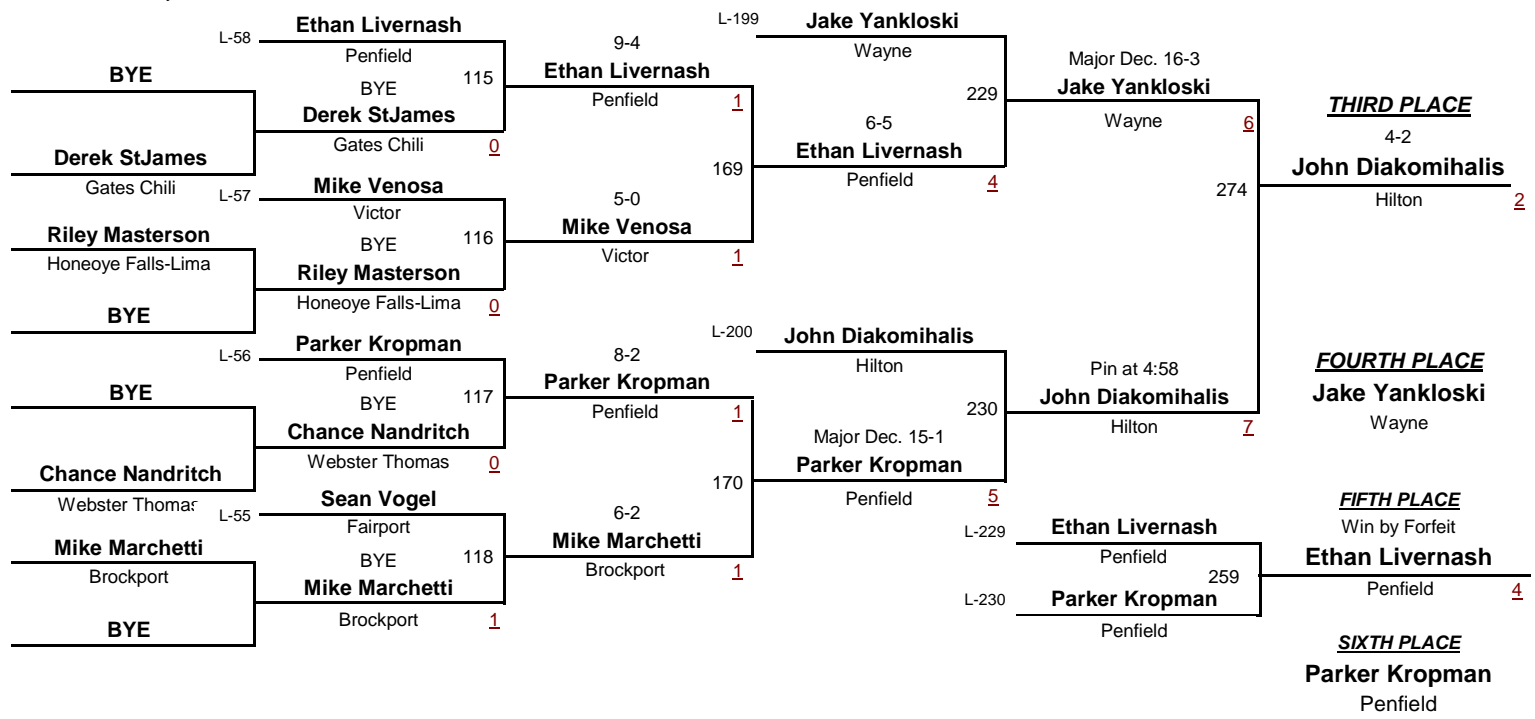 BYE
Derek StJames
Gates Chili
Riley Masterson
Honeoye Falls-Lima
BYE
BYE
Chance Nandritch
Webster Thomas
Mike Marchetti
Brockport
BYE
L-58
Ethan Livernash
Penfield
BYE
115
Derek StJames
Gates Chili
0
L-57
Mike Venosa
Victor
BYE
116
Riley Masterson
Honeoye Falls-Lima
0
L-56
Parker Kropman
Penfield
BYE
117
Chance Nandritch
Webster Thomas
0
L-55
Sean Vogel
Fairport
BYE
118
Mike Marchetti
Brockport
1
9-4
Ethan Livernash
Penfield
1
169
5-0
Mike Venosa
Victor
1
8-2
Parker Kropman
Penfield
1
170
6-2
Mike Marchetti
Brockport
1
L-199
Jake Yankloski
Wayne
229
6-5
Ethan Livernash
Penfield
4
L-200
John Diakomihalis
Hilton
230
Major Dec. 15-1
Parker Kropman
Penfield
5
Major Dec. 16-3
Jake Yankloski
Wayne
6
274
Pin at 4:58
John Diakomihalis
Hilton
7
L-229
Ethan Livernash
Penfield
259
L-230
Parker Kropman
Penfield
THIRD PLACE
4-2
John Diakomihalis
Hilton
2
FOURTH PLACE
Jake Yankloski
Wayne
FIFTH PLACE
Win by Forfeit
Ethan Livernash
Penfield
4
SIXTH PLACE
Parker Kropman
Penfield